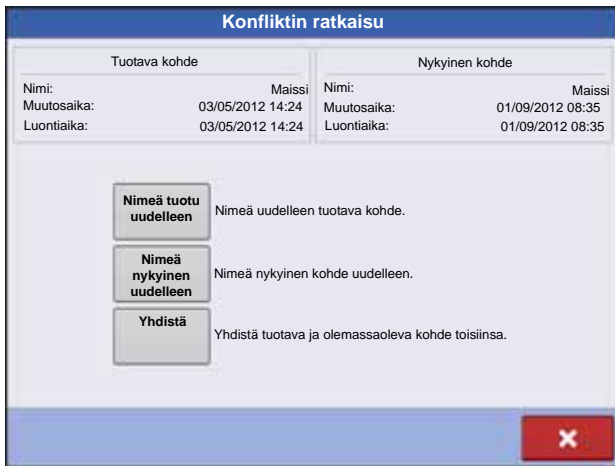 Konfliktin ratkaisu
Tuotava kohde
Nimi: Maissi
Muutosaika: 03/05/2012 14:24
Luontiaika: 03/05/2012 14:24
Nykyinen kohde
Nimi: Maissi
Muutosaika: 01/09/2012 08:35
Luontiaika: 01/09/2012 08:35
Nimeä tuotu
uudelleen
Nimeä uudelleen tuotava kohde.
Nimeä
nykyinen
uudelleen
Nimeä nykyinen kohde uudelleen.
Yhdistä
Yhdistä tuotava ja olemassaoleva kohde toisiinsa.